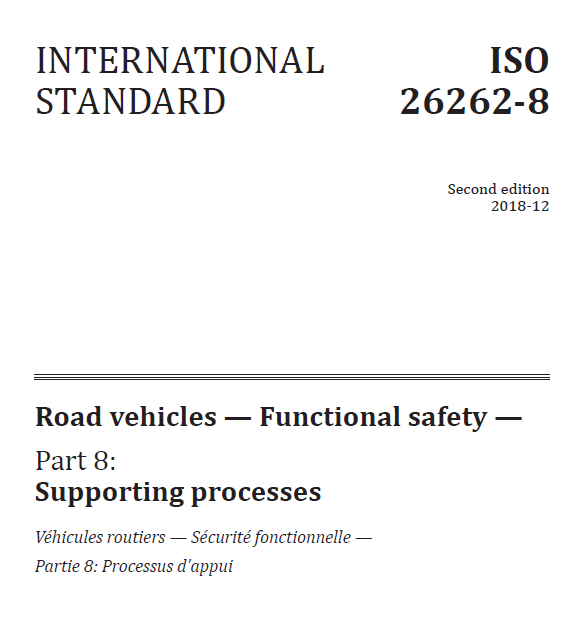 INTERNATIONAL
STANDARD
ISO
26262-8
Second edition
2018-12
Road vehicles — Functional safety —
Part 8:
Supporting processes
Véhicules routiers — Sécurité fonctionnelle —
Partie 8: Processus d'appui